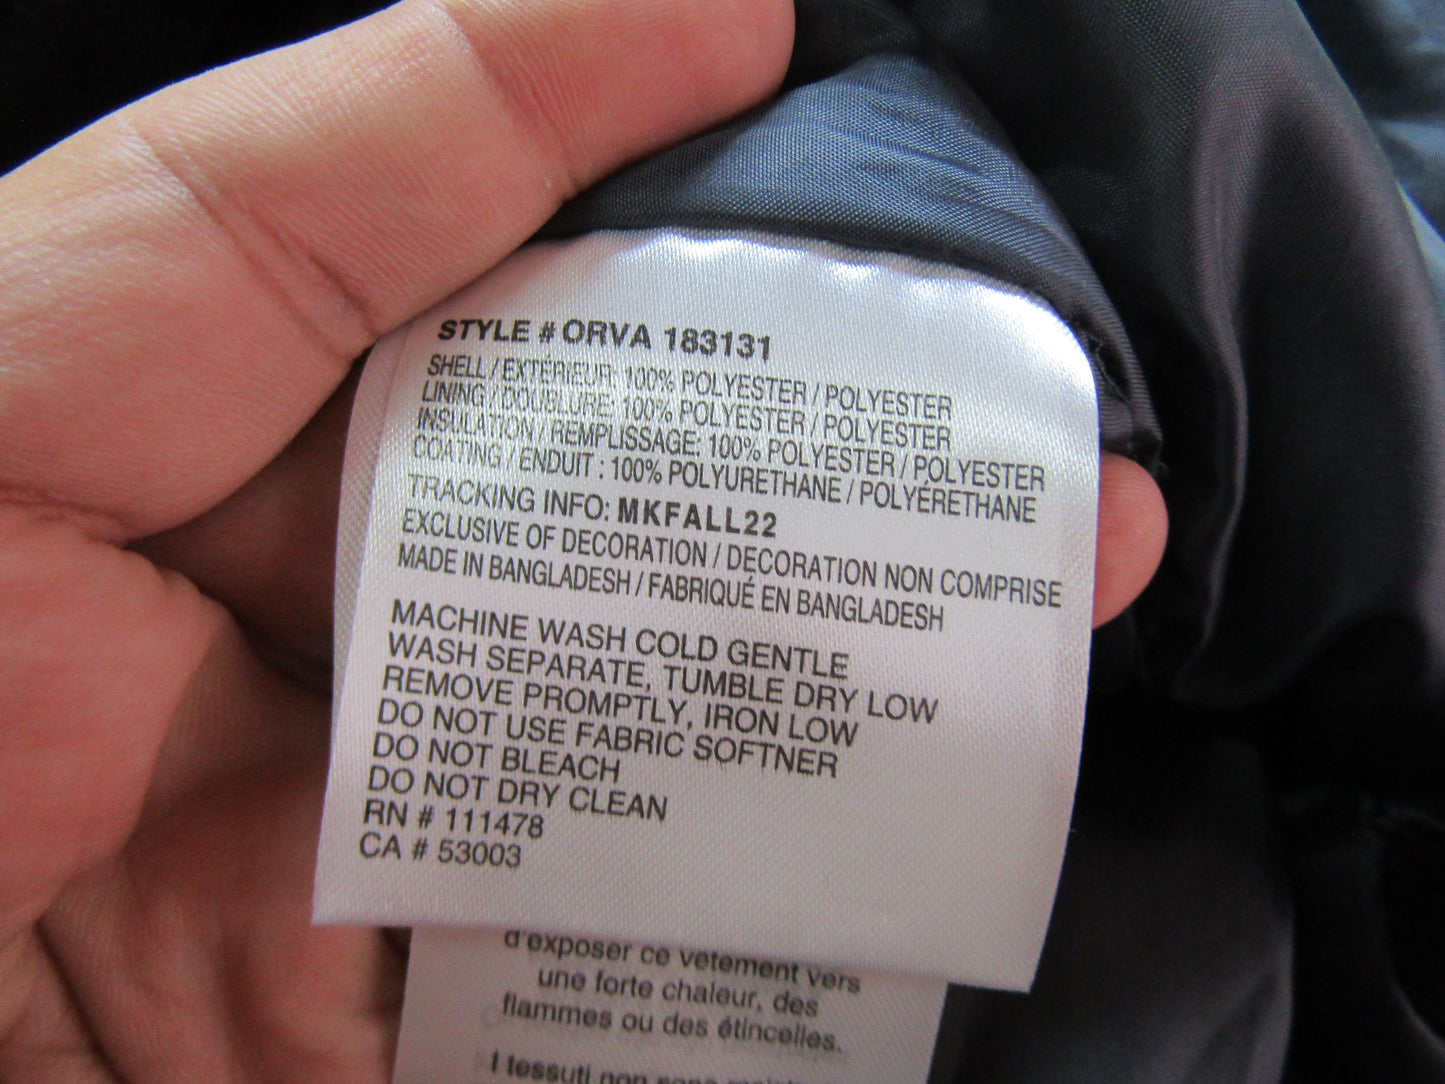 STYLE # ORVA 183131
SHELL / EXTÉRIEUR: 100% POLYESTER / POLYESTER
LINING / DOUBLURE: 100% POLYESTER / POLYESTER
INSULATION / REMPLISSAGE: 100% POLYESTER / POLYESTER
COATING / ENDUIT : 100% POLYURETHANE / POLYÉRETHANE
TRACKING INFO: MKFALL22
EXCLUSIVE OF DECORATION / DECORATION NON COMPRISE
MADE IN BANGLADESH / FABRIQUÉ EN BANGLADESH
MACHINE WASH COLD GENTLE
WASH SEPARATE, TUMBLE DRY LOW
REMOVE PROMPTLY, IRON LOW
DO NOT USE FABRIC SOFTNER
DO NOT BLEACH
DO NOT DRY CLEAN
RN # 111478
CA # 53003
d'exposer ce vetement vers
une forte chaleur, des
flammes ou des étincelles.
I tessuti non sono